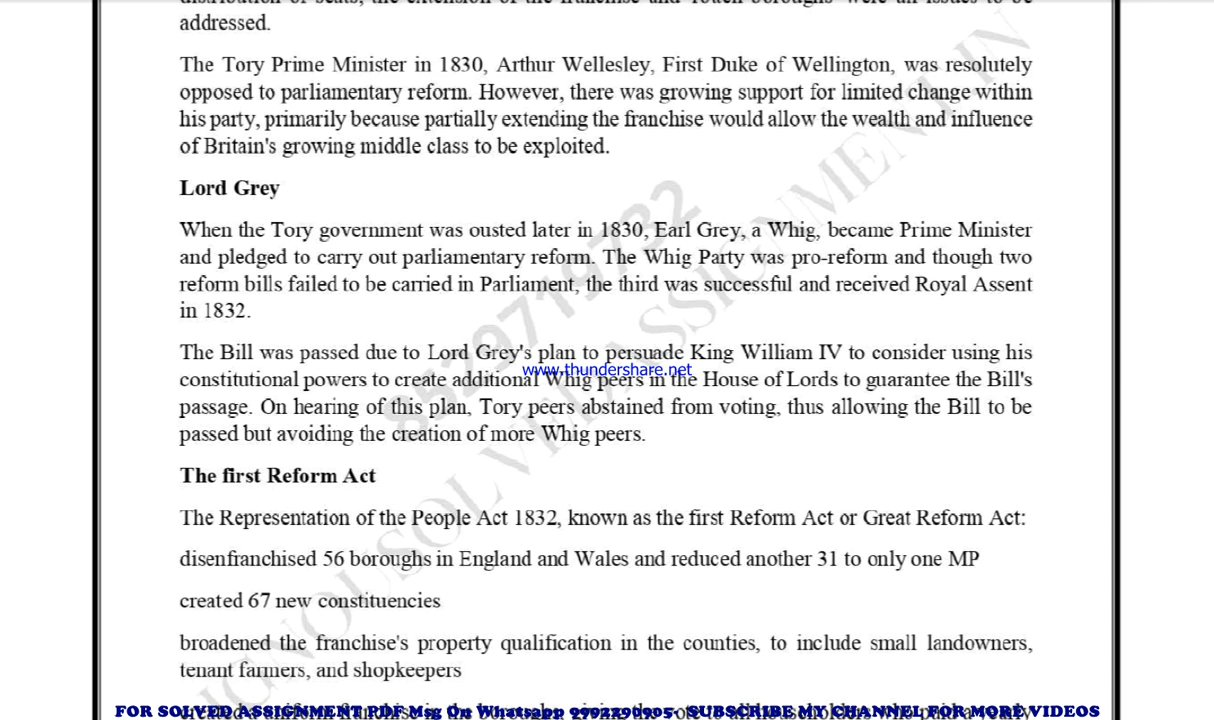 addressed.
The Tory Prime Minister in 1830, Arthur Wellesley, First Duke of Wellington, was resolutely
opposed to parliamentary reform. However, there was growing support for limited change within
his party, primarily because partially extending the franchise would allow the wealth and influence
of Britain's growing middle class to be exploited.
Lord Grey
When the Tory government was ousted later in 1830, Earl Grey, a Whig, became Prime Minister
and pledged to carry out parliamentary reform. The Whig Party was pro-reform and though two
reform bills failed to be carried in Parliament, the third was successful and received Royal Assent
in 1832.
The Bill was passed due to Lord Grey's plan to persuade King William IV to consider using his
www.thundershare.net
constitutional powers to create additional Whig peers in the House of Lords to guarantee the Bill's
passage. On hearing of this plan, Tory peers abstained from voting, thus allowing the Bill to be
passed but avoiding the creation of more Whig peers.
The first Reform Act
The Representation of the People Act 1832, known as the first Reform Act or Great Reform Act:
disenfranchised 56 boroughs in England and Wales and reduced another 31 to only one MP
created 67 new constituencies
broadened the franchise's property qualification in the counties, to include small landowners,
tenant farmers, and shopkeepers
FOR SOLVED ASSIGNMENT PDF Msg On Whatsapp 9992290905- SUBSCRIBE MY CHANNEL FOR MORE VIDEOS
8529719732
IGNOUSOLVEDASSIGNMENT.IN